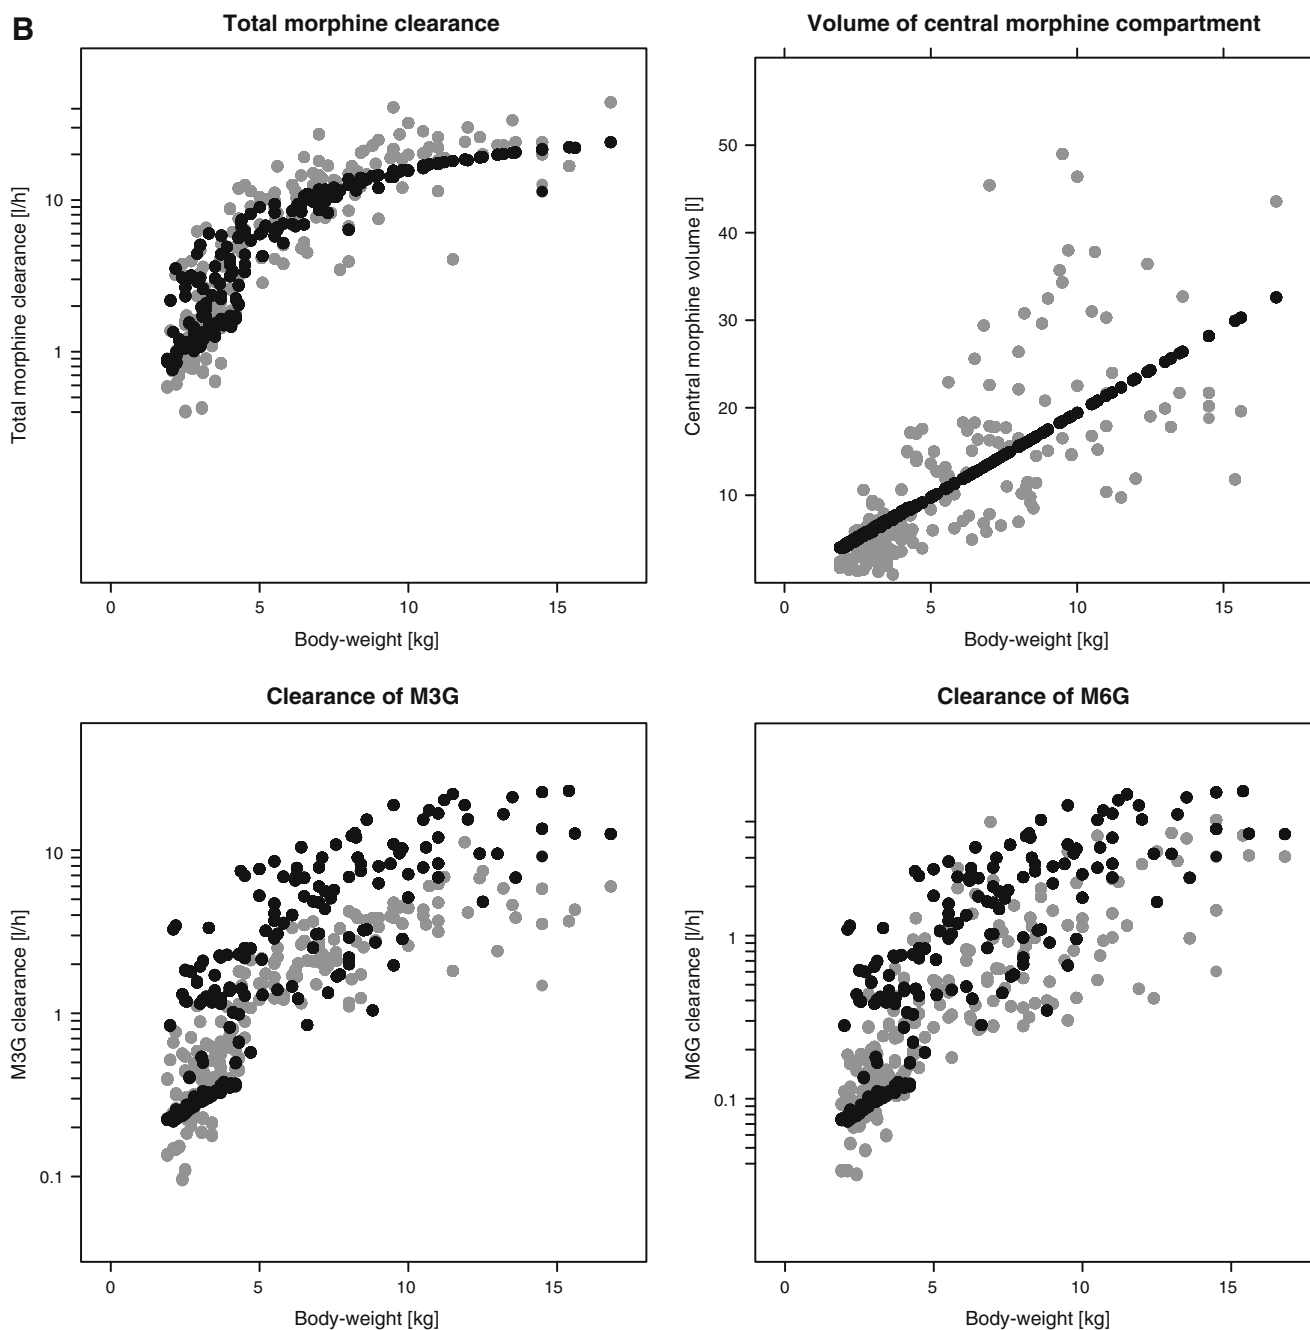 B
Total morphine clearance
Volume of central morphine compartment
Total morphine clearance [l/h]
10
1
0 5 10 15
Body-weight [kg]
Central morphine volume [l]
50
40
30
20
10
0 5 10 15
Body-weight [kg]
Clearance of M3G
Clearance of M6G
M3G clearance [l/h]
10
1
0.1
0 5 10 15
Body-weight [kg]
M6G clearance [l/h]
1
0.1
0 5 10 15
Body-weight [kg]